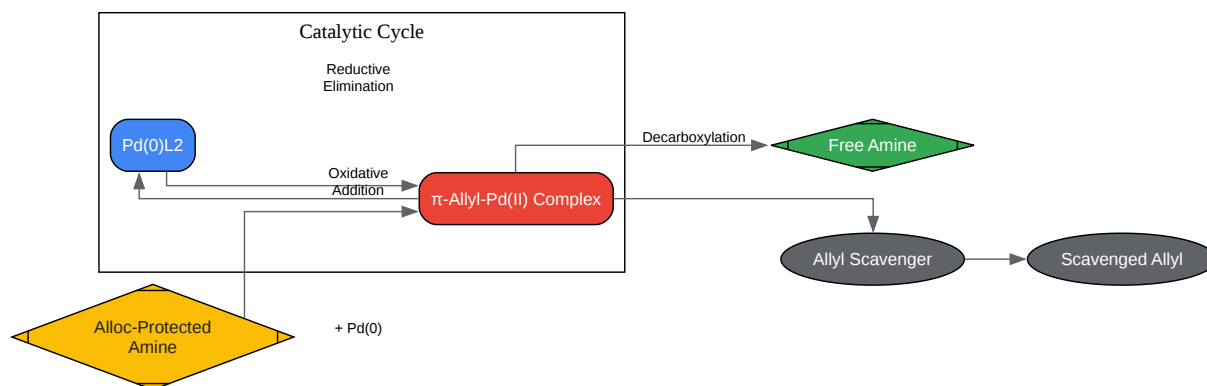 Catalytic Cycle
Reductive
Elimination
Pd(0)L2
Decarboxylation
Free Amine
Oxidative
Addition
π-Allyl-Pd(II) Complex
Allyl Scavenger
Scavenged Allyl
Alloc-Protected
Amine
+ Pd(0)